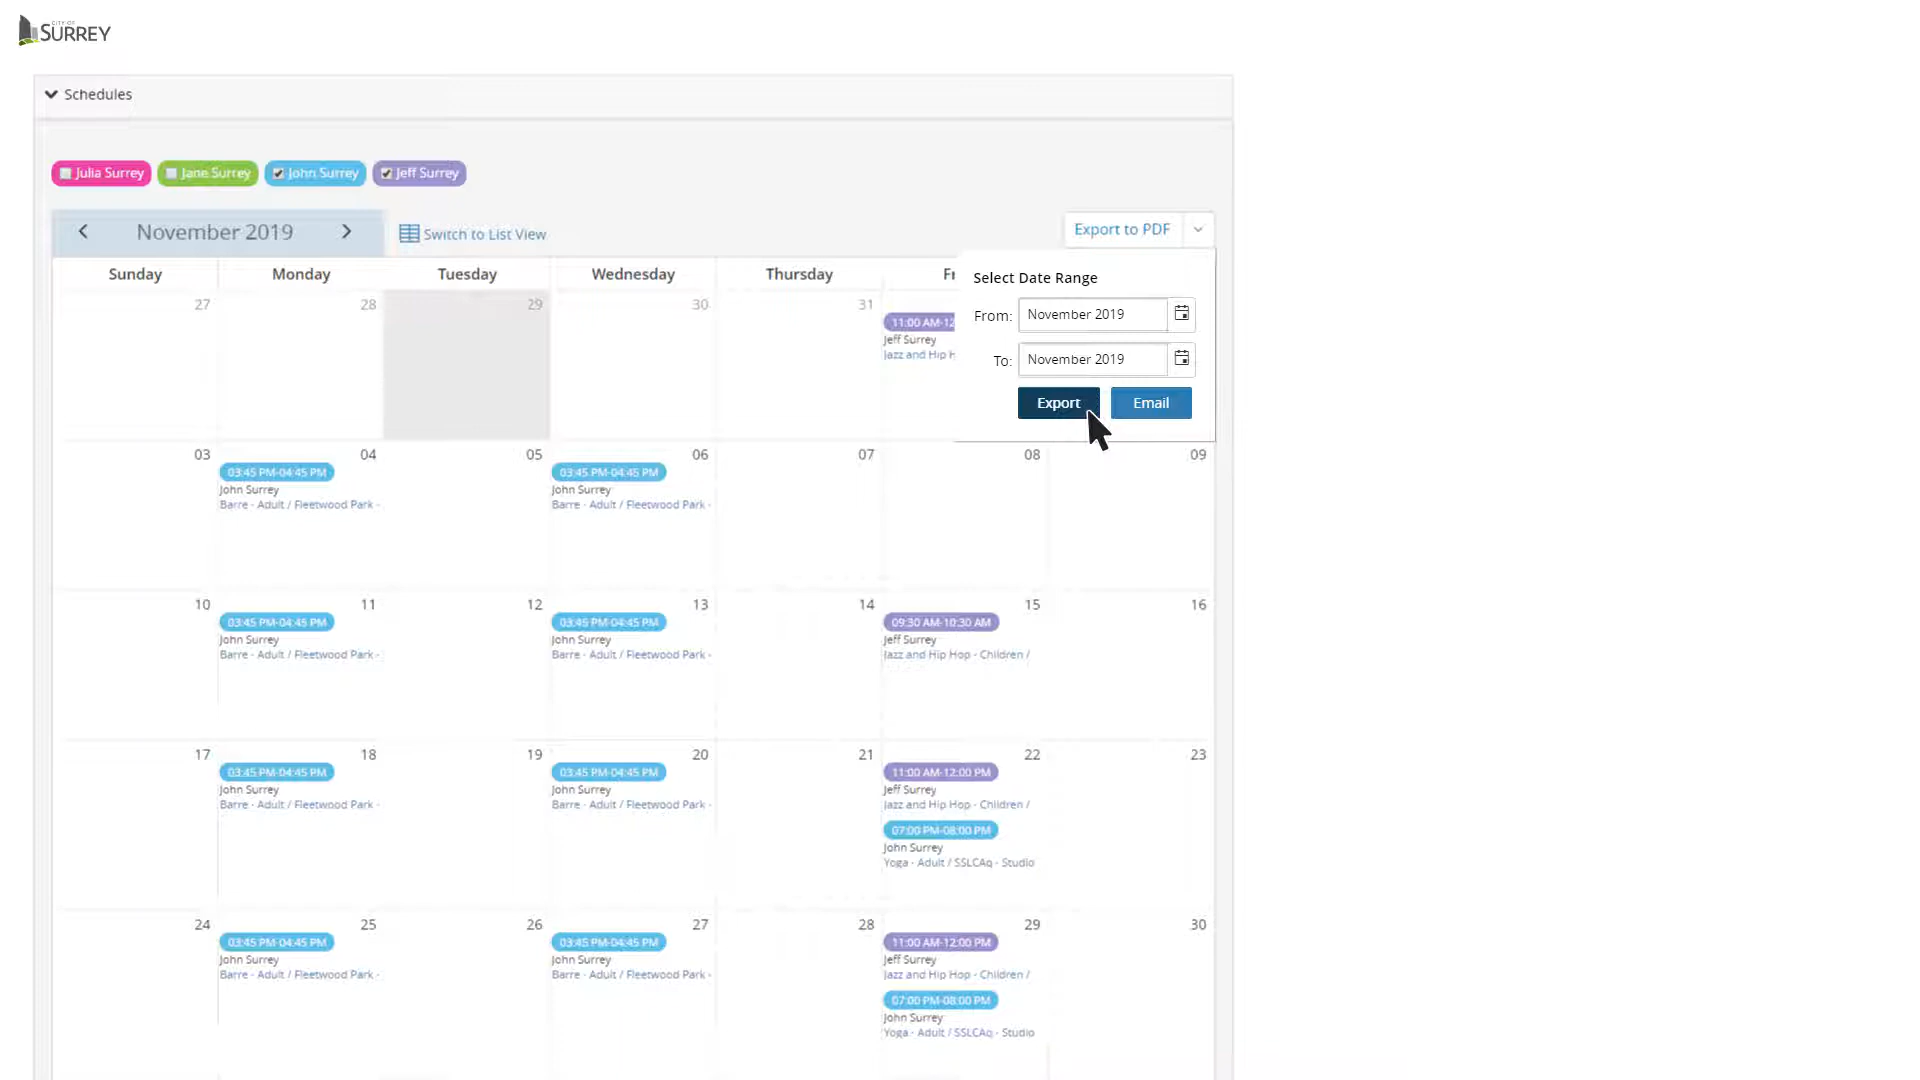 CITY OF
SURREY
Schedules
Julia Surrey Jane Surrey John Surrey Jeff Surrey
November 2019 Switch to List View Export to PDF
Sunday Monday Tuesday Wednesday Thursday
Select Date Range
From: November 2019
To: November 2019
Export Email
27 28 29 30 31
11:00 AM-12
Jeff Surrey
Jazz and Hip
03 04 05 06 07 08 09
03:45 PM-04:45 PM 03:45 PM-04:45 PM
John Surrey John Surrey
Barre - Adult / Fleetwood Park - Barre - Adult / Fleetwood Park -
10 11 12 13 14 15 16
03:45 PM-04:45 PM 03:45 PM-04:45 PM 09:30 AM-10:30 AM
John Surrey John Surrey Jeff Surrey
Barre - Adult / Fleetwood Park - Barre - Adult / Fleetwood Park - Jazz and Hip Hop - Children /
17 18 19 20 21 22 23
03:45 PM-04:45 PM 03:45 PM-04:45 PM 11:00 AM-12:00 PM
John Surrey John Surrey Jeff Surrey
Barre - Adult / Fleetwood Park - Barre - Adult / Fleetwood Park - Jazz and Hip Hop - Children /
07:00 PM-08:00 PM
John Surrey
Yoga - Adult / SSLCAq - Studio
24 25 26 27 28 29 30
03:45 PM-04:45 PM 03:45 PM-04:45 PM 11:00 AM-12:00 PM
John Surrey John Surrey Jeff Surrey
Barre - Adult / Fleetwood Park - Barre - Adult / Fleetwood Park - Jazz and Hip Hop - Children /
07:00 PM-08:00 PM
John Surrey
Yoga - Adult / SSLCAq - Studio